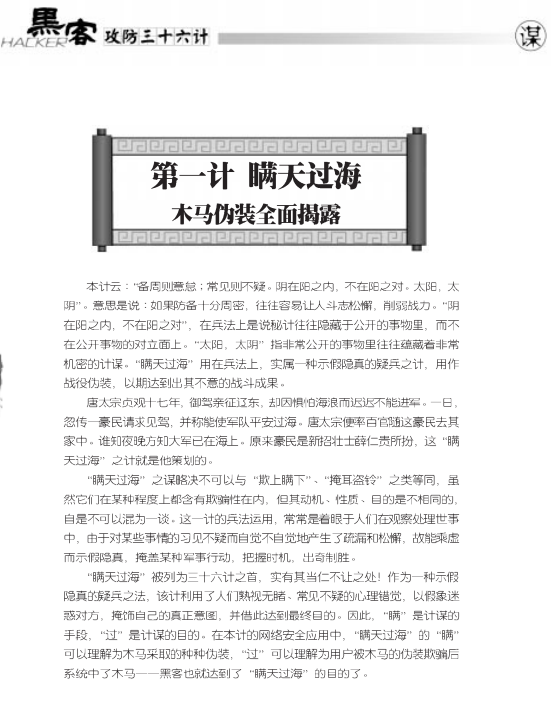 黑客 攻防三十六计
HACKER
谋
第一计 瞒天过海
木马伪装全面揭露
本计云：“备周则意怠；常见则不疑。阴在阳之内，不在阳之对。太阳，太
阴”。意思是说：如果防备十分周密，往往容易让人斗志松懈，削弱战力。“阴
在阳之内，不在阳之对”，在兵法上是说秘计往往隐藏于公开的事物里，而不
在公开事物的对立面上。“太阳，太阴”指非常公开的事物里往往蕴藏着非常
机密的计谋。“瞒天过海”用在兵法上，实属一种示假隐真的疑兵之计，用作
战役伪装，以期达到出其不意的战斗成果。
唐太宗贞观十七年，御驾亲征辽东，却因惧怕海浪而迟迟不能进军。一日，
忽传一豪民请求见驾，并称能使军队平安过海。唐太宗便率百官随这豪民去其
家中。谁知夜晚方知大军已在海上。原来豪民是新招壮士薛仁贵所扮，这“瞒
天过海”之计就是他策划的。
“瞒天过海”之谋略决不可以与“欺上瞒下”、“掩耳盗铃”之类等同，虽
然它们在某种程度上都含有欺骗性在内，但其动机、性质、目的是不相同的，
自是不可以混为一谈。这一计的兵法运用，常常是着眼于人们在观察处理世事
中，由于对某些事情的习见不疑而自觉不自觉地产生了疏漏和松懈，故能乘虚
而示假隐真，掩盖某种军事行动，把握时机，出奇制胜。
“瞒天过海”被列为三十六计之首，实有其当仁不让之处！作为一种示假
隐真的疑兵之法，该计利用了人们熟视无睹、常见不疑的心理错觉，以假象迷
惑对方，掩饰自己的真正意图，并借此达到最终目的。因此，“瞒”是计谋的
手段，“过”是计谋的目的。在本计的网络安全应用中，“瞒天过海”的“瞒”
可以理解为木马采取的种种伪装，“过”可以理解为用户被木马的伪装欺骗后
系统中了木马——黑客也就达到了“瞒天过海”的目的了。